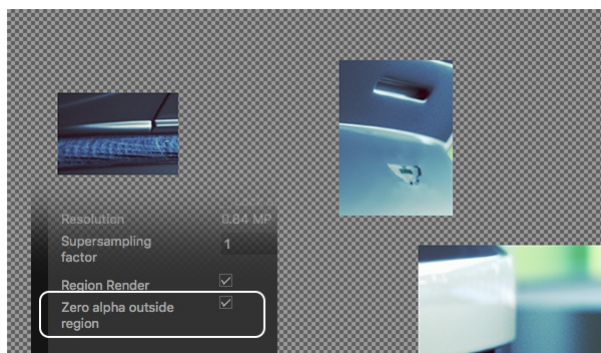 Resolution 0.84 MP
Supersampling 1
factor
Region Render
Zero alpha outside
region